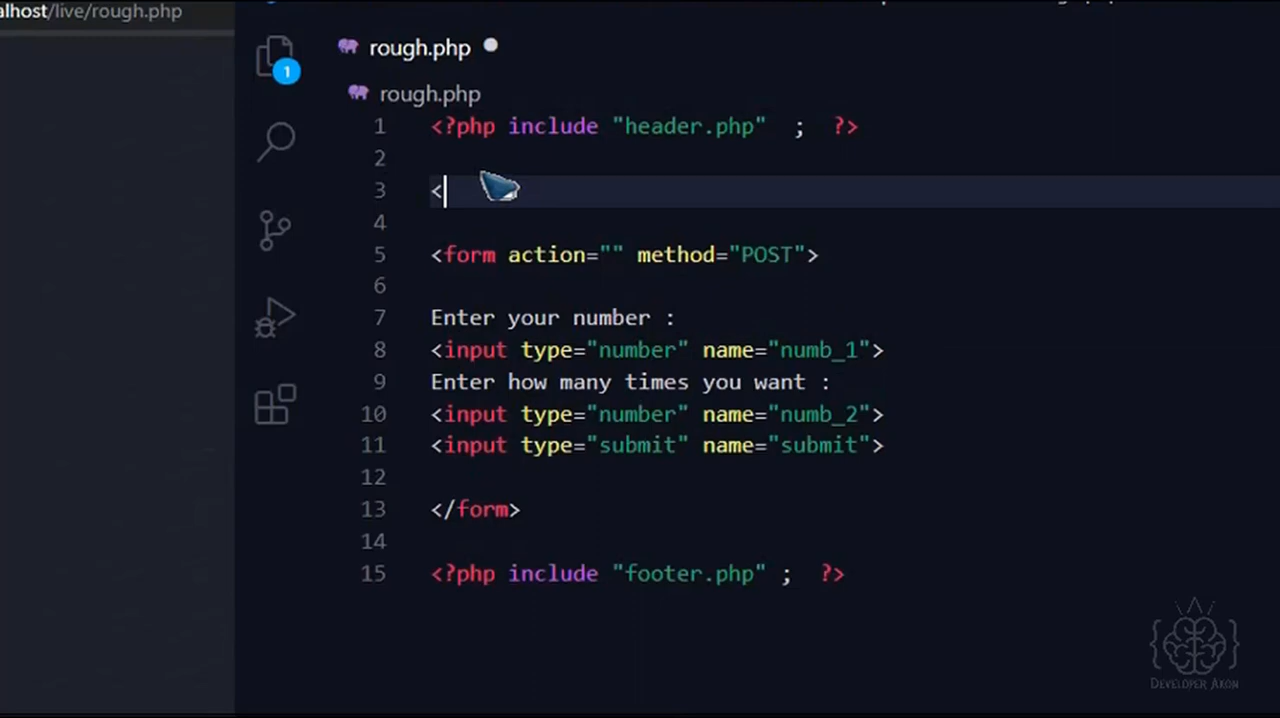 alhost/live/rough.php
1
rough.php
rough.php
1 <?php include "header.php" ; ?>
2
3 <
4
5 <form action="" method="POST">
6
7 Enter your number :
8 <input type="number" name="numb_1">
9 Enter how many times you want :
10 <input type="number" name="numb_2">
11 <input type="submit" name="submit">
12
13 </form>
14
15 <?php include "footer.php" ; ?>
DEVELOPER AKON